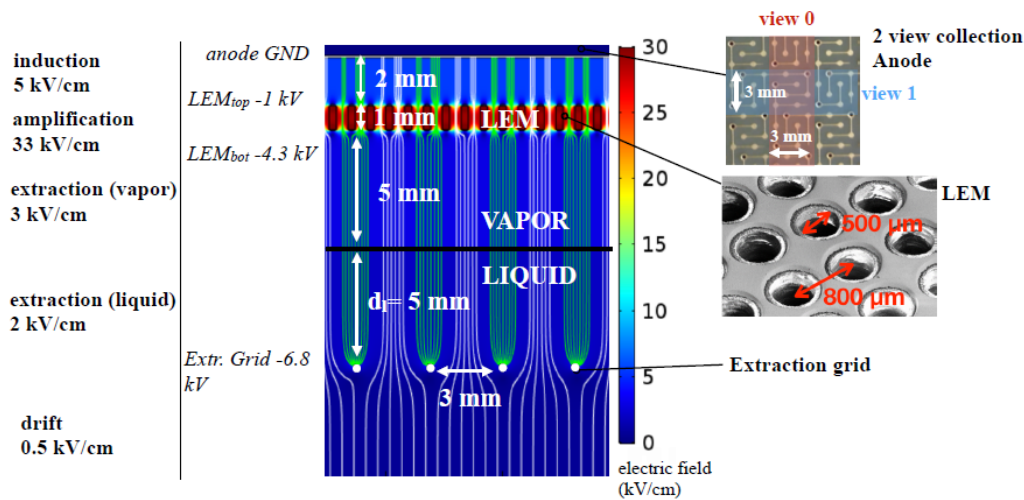 induction
5 kV/cm
amplification
33 kV/cm
extraction (vapor)
3 kV/cm
extraction (liquid)
2 kV/cm
drift
0.5 kV/cm
anode GND
LEMtop -1 kV
LEMbot -4.3 kV
Extr. Grid -6.8
kV
2 mm
1 mm
LEM
5 mm
VAPOR
LIQUID
dl= 5 mm
3 mm
30
25
20
15
10
5
0
electric field
(kV/cm)
view 0
2 view collection
Anode
view 1
3 mm
3 mm
LEM
500 µm
800 µm
Extraction grid